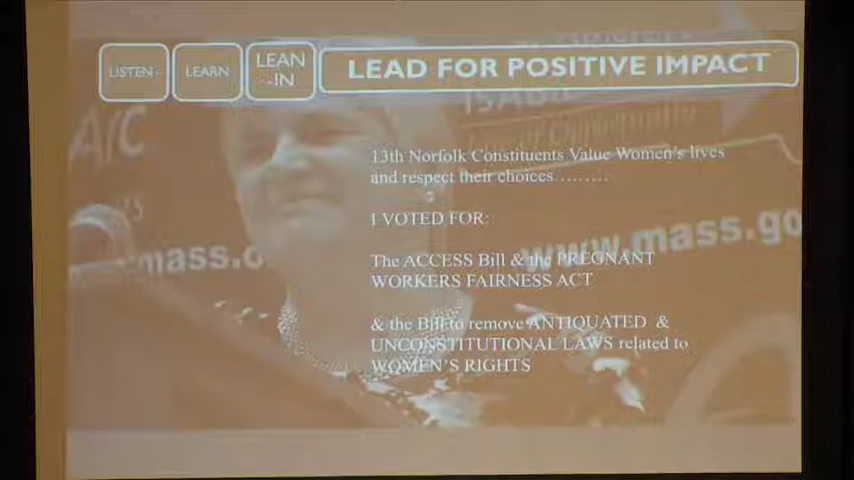 LISTEN
LEARN
LEAN
-IN
LEAD FOR POSITIVE IMPACT
13th Norfolk Constituents Value Women's lives
and respect their choices.........
I VOTED FOR:
The ACCESS Bill & the PREGNANT
WORKERS FAIRNESS ACT
& the Bill to remove ANTIQUATED &
UNCONSTITUTIONAL LAWS related to
WOMEN'S RIGHTS
mass.
www.mass.go